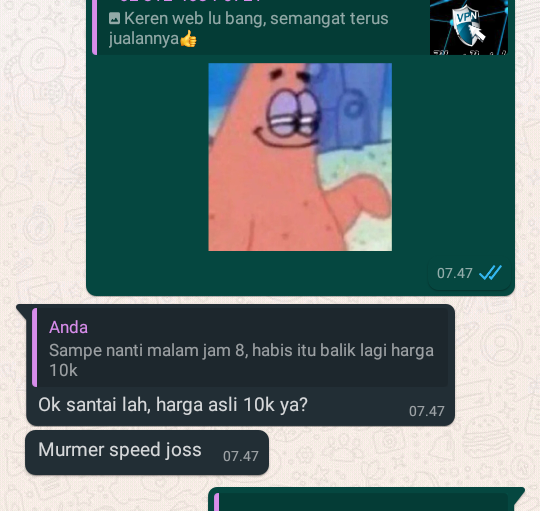 Keren web lu bang, semangat terus
jualannya👍
VPN
07.47
Anda
Sampe nanti malam jam 8, habis itu balik lagi harga
10k
Ok santai lah, harga asli 10k ya?
07.47
Murmer speed joss
07.47